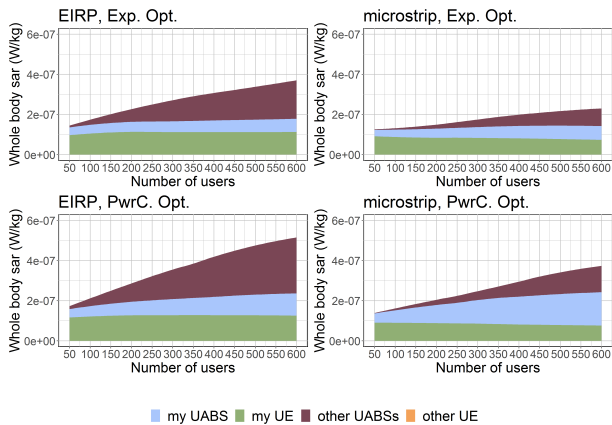 EIRP, Exp. Opt.
microstrip, Exp. Opt.
Whole body sar (W/kg)
6e-07
4e-07
2e-07
0e+00
50 100 150 200 250 300 350 400 450 500 550 600
Number of users
Whole body sar (W/kg)
6e-07
4e-07
2e-07
0e+00
50 100 150 200 250 300 350 400 450 500 550 600
Number of users
EIRP, PwrC. Opt.
microstrip, PwrC. Opt.
Whole body sar (W/kg)
6e-07
4e-07
2e-07
0e+00
50 100 150 200 250 300 350 400 450 500 550 600
Number of users
Whole body sar (W/kg)
6e-07
4e-07
2e-07
0e+00
50 100 150 200 250 300 350 400 450 500 550 600
Number of users
my UABS my UE other UABSs other UE